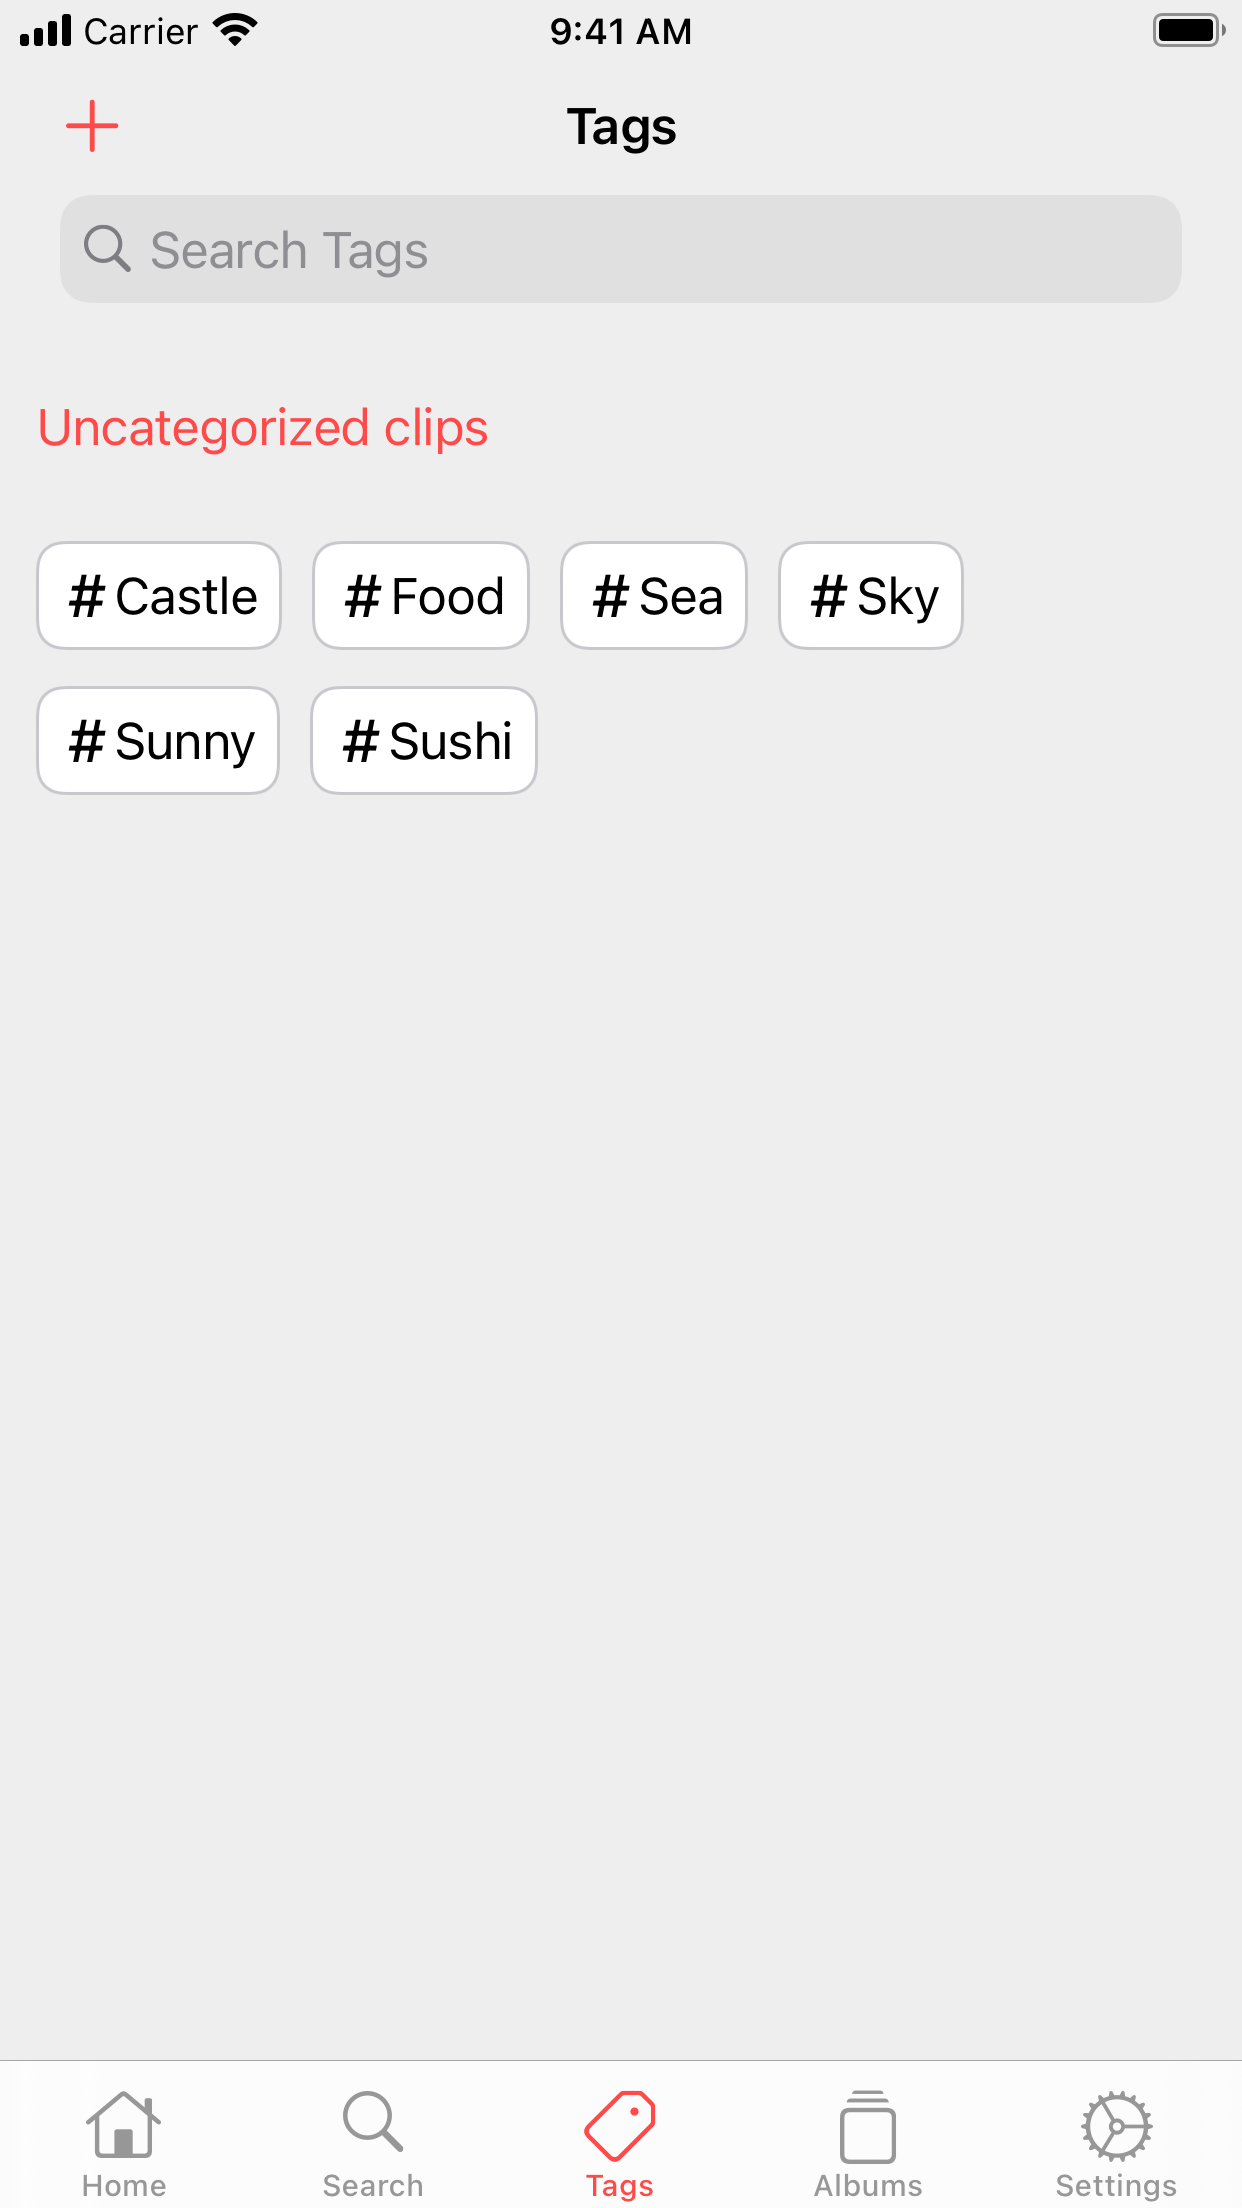 Carrier 9:41 AM
Tags
Search Tags
Uncategorized clips
# Castle # Food # Sea # Sky
# Sunny # Sushi
Home Search Tags Albums Settings